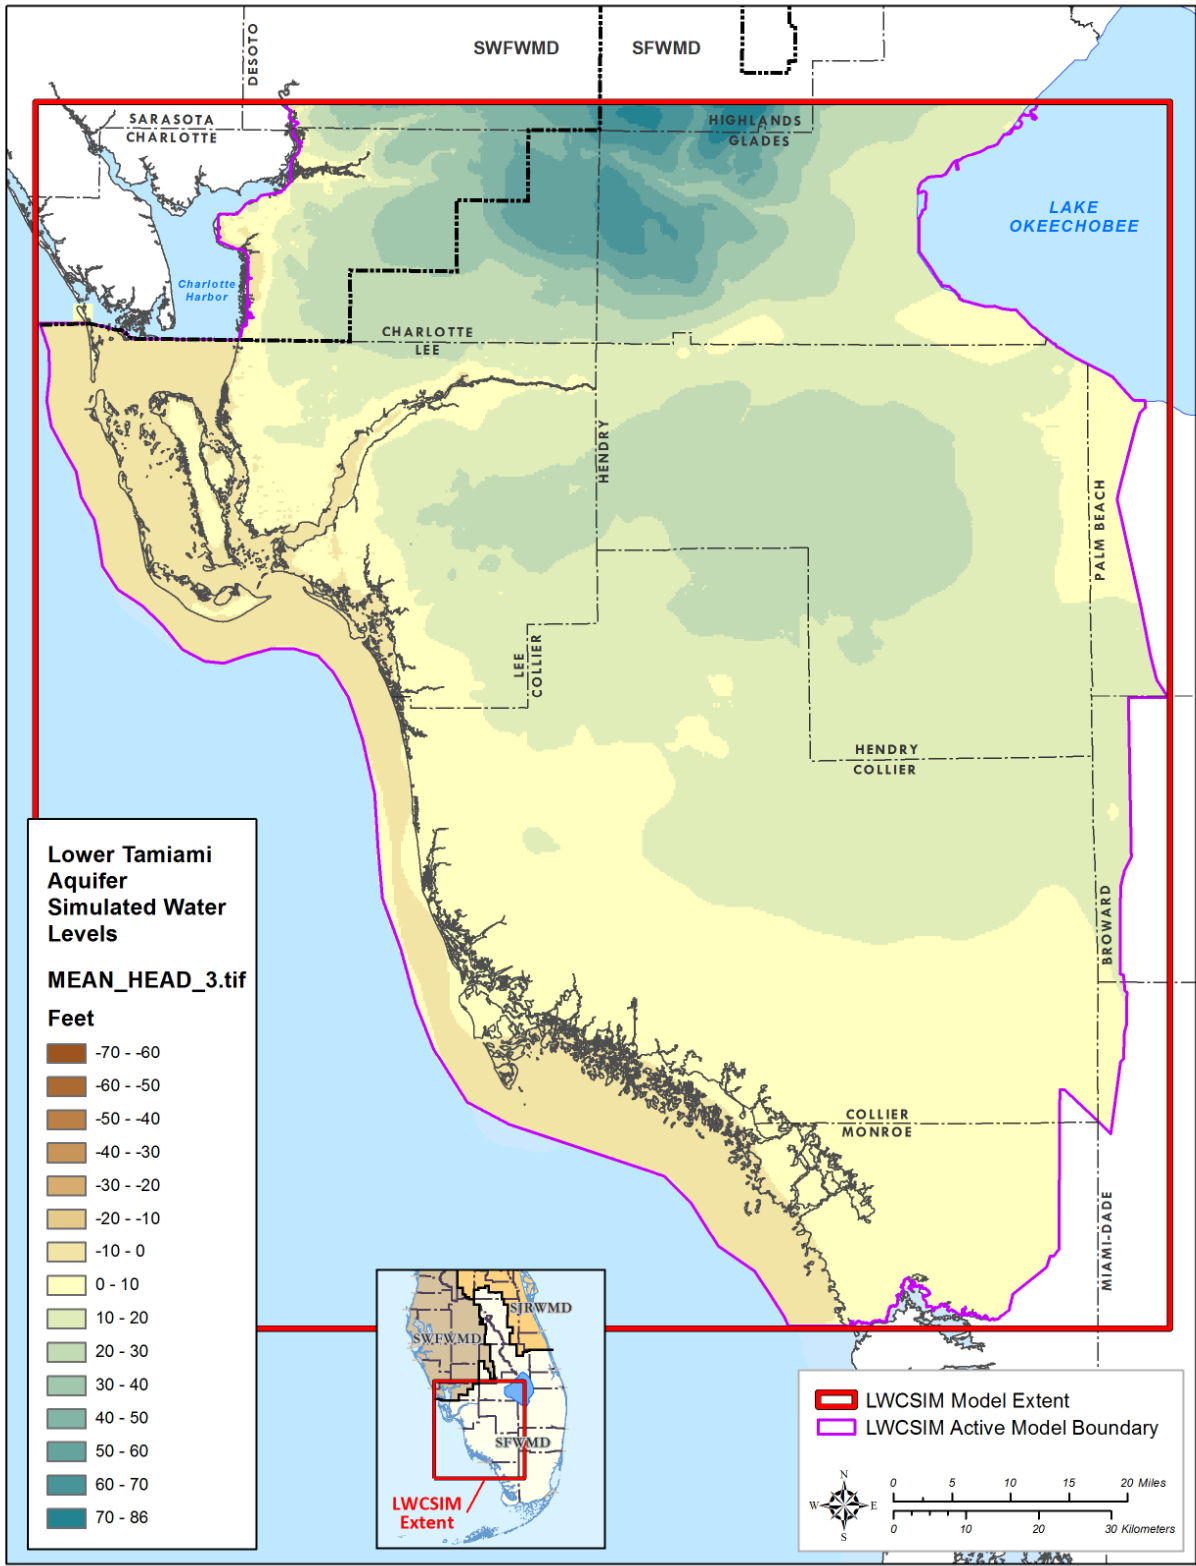 DESOTO
SWFWMD
SFWMD
SARASOTA
CHARLOTTE
HIGHLANDS
GLADES
LAKE
OKEECHOBEE
Charlotte
Harbor
CHARLOTTE
LEE
HENDRY
PALM BEACH
LEE
COLLIER
HENDRY
COLLIER
BROWARD
COLLIER
MONROE
MIAMI-DADE
Lower Tamiami
Aquifer
Simulated Water
Levels
MEAN_HEAD_3.tif
Feet
-70 - -60
-60 - -50
-50 - -40
-40 - -30
-30 - -20
-20 - -10
-10 - 0
0 - 10
10 - 20
20 - 30
30 - 40
40 - 50
50 - 60
60 - 70
70 - 86
SJRWMD
SWFWMD
SFWMD
LWCSIM
Extent
LWCSIM Model Extent
LWCSIM Active Model Boundary
N
W E
S
0 5 10 15 20 Miles
0 10 20 30 Kilometers